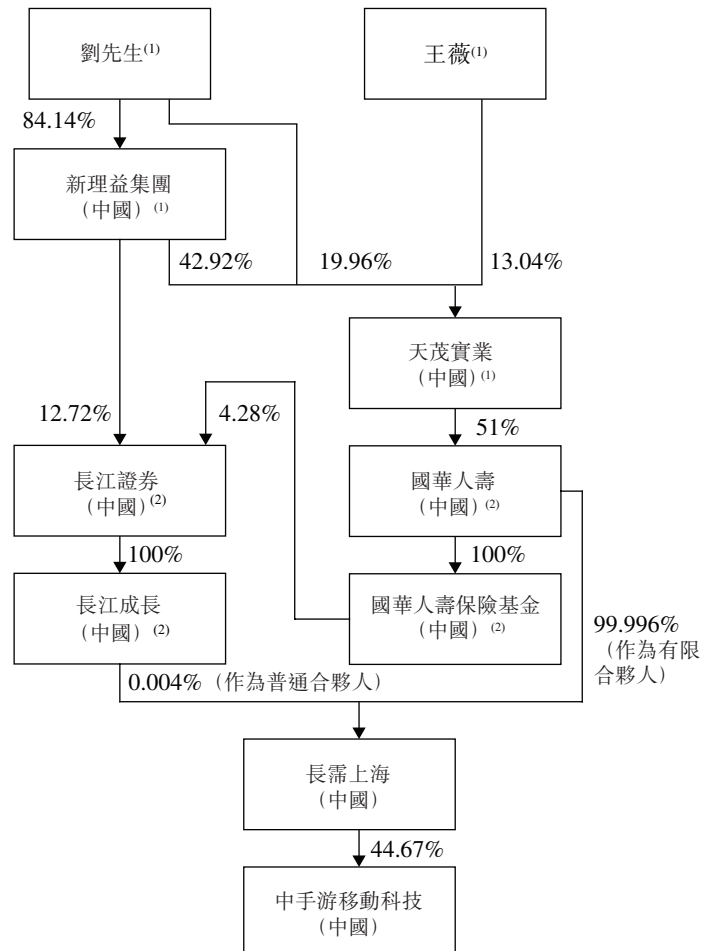 劉先生(1)
王薇(1)
84.14%
新理益集團
(中國) (1)
42.92%
19.96%
13.04%
天茂實業
(中國)(1)
12.72%
4.28%
51%
長江證券
(中國)(2)
國華人壽
(中國)(2)
100%
100%
長江成長
(中國) (2)
國華人壽保險基金
(中國) (2)
99.996%
(作為有限
合夥人)
0.004% (作為普通合夥人)
長霈上海
(中國)
44.67%
中手游移動科技
(中國)